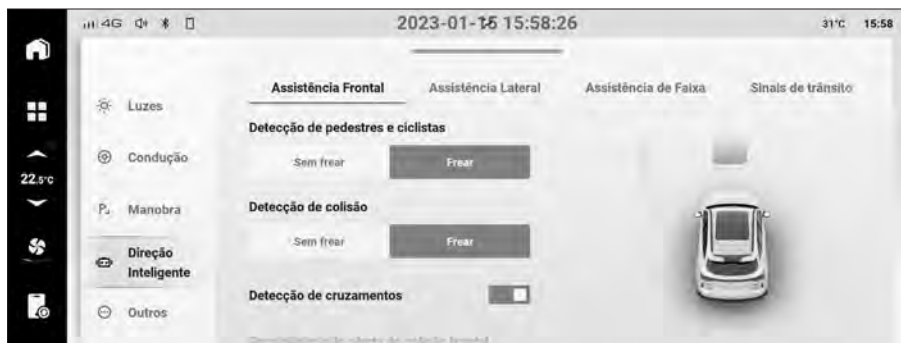 4G
2023-01-15 15:58:26
31°C 15:58
Assistência Frontal Assistência Lateral Assistência de Faixa Sinais de trânsito
Luzes
Detecção de pedestres e ciclistas
Condução
Sem frear Frear
22.5°C
Manobra
Detecção de colisão
Direção
Inteligente
Sem frear Frear
Detecção de cruzamentos
Outros